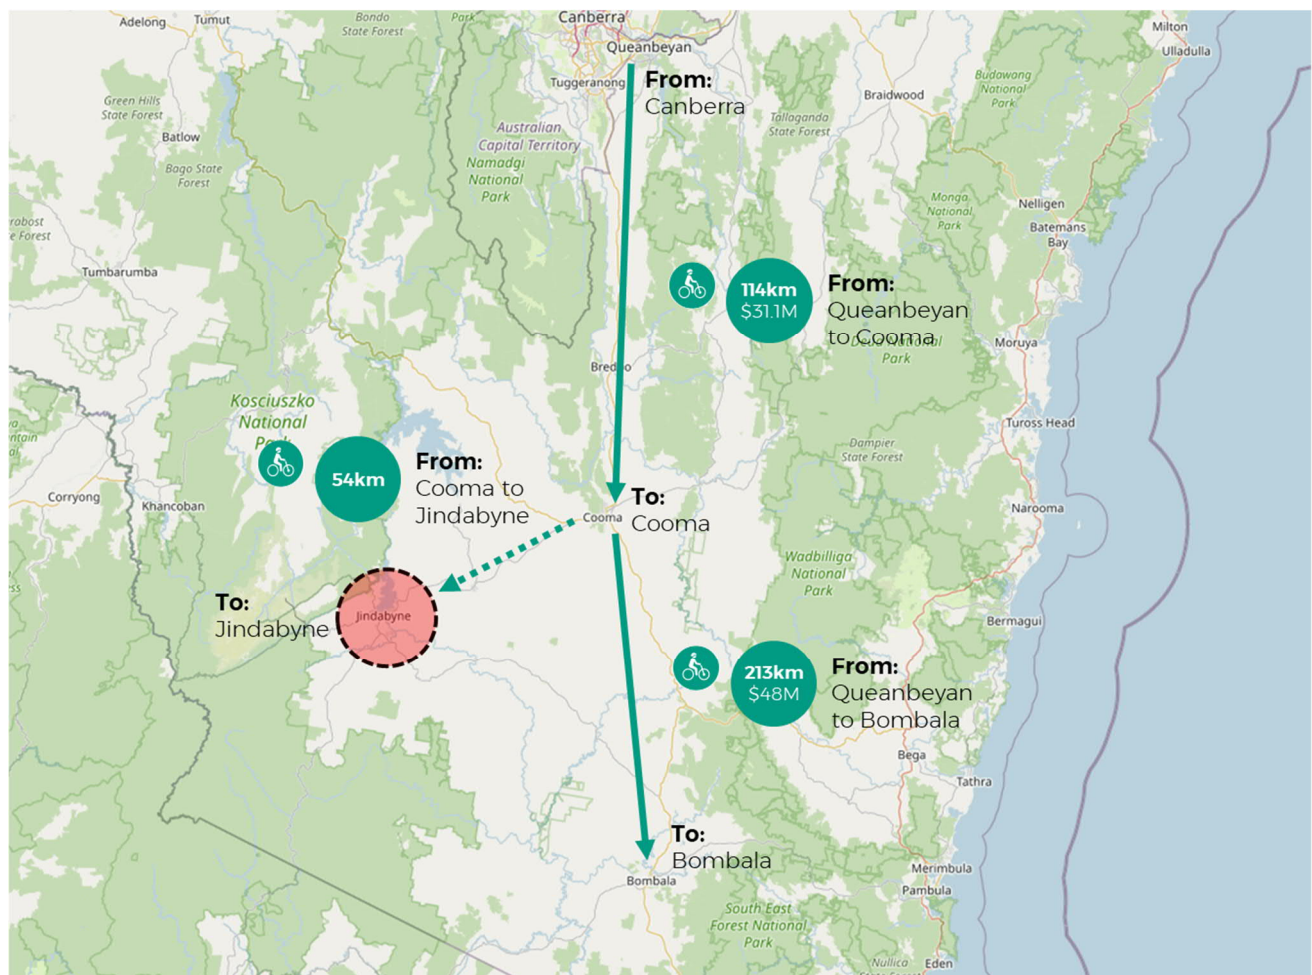 Adelong
Tumut
Bondo
State Forest
Park
Canberra
Queanbeyan
Milton
Ulladulla
Tuggeranong
From:
Canberra
Braidwood
Budawang
National
Park
Green Hills
State Forest
Batlow
Bago State
Forest
Australian
Capital Territory
Namadgi
National
Park
Tallaganda
State Forest
Monga
National
Park
Nelligen
Batemans
Bay
e Forest
Tumbarumba
114km
$31.1M
From:
Queanbeyan
to Cooma
National
Park
Moruya
Kosciuszko
National
Tuross Head
Dampier
State Forest
54km
From:
Cooma to
Jindabyne
Corryong
Khancoban
To:
Cooma
Cooma
Narooma
Wadbilliga
National
Park
To:
Jindabyne
Jindabyne
Bermagui
213km
$48M
From:
Queanbeyan
to Bombala
Bega
Tathra
To:
Bombala
Bombala
Merimbula
Pambula
South East
Forest National
Park
Nullica
Eden